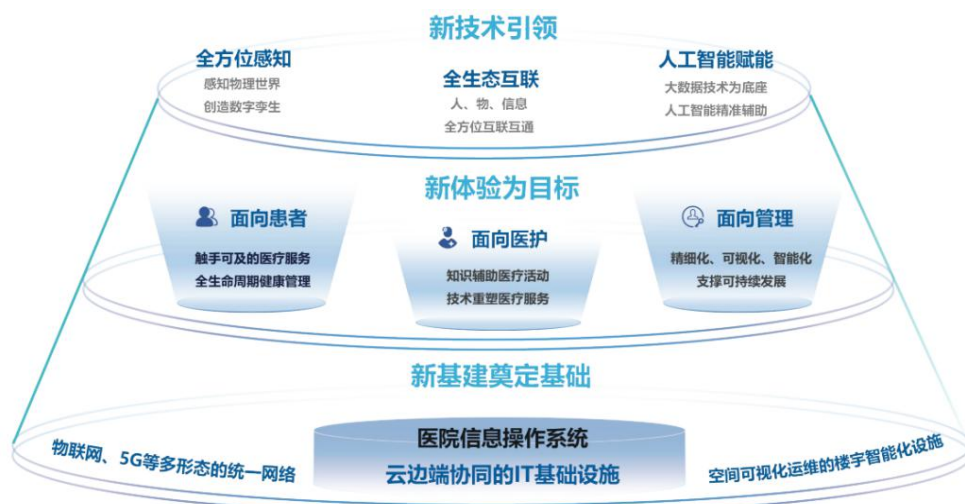 新技术引领
全方位感知
感知物理世界
创造数字孪生
全生态互联
人、物、信息
全方位互联互通
人工智能赋能
大数据技术为底座
人工智能精准辅助
新体验为目标
面向患者
触手可及的医疗服务
全生命周期健康管理
面向医护
知识辅助医疗活动
技术重塑医疗服务
面向管理
精细化、可视化、智能化
支撑可持续发展
新基建奠定基础
物联网、5G等多形态的统一网络
医院信息操作系统
云边端协同的IT基础设施
空间可视化运维的楼宇智能化设施